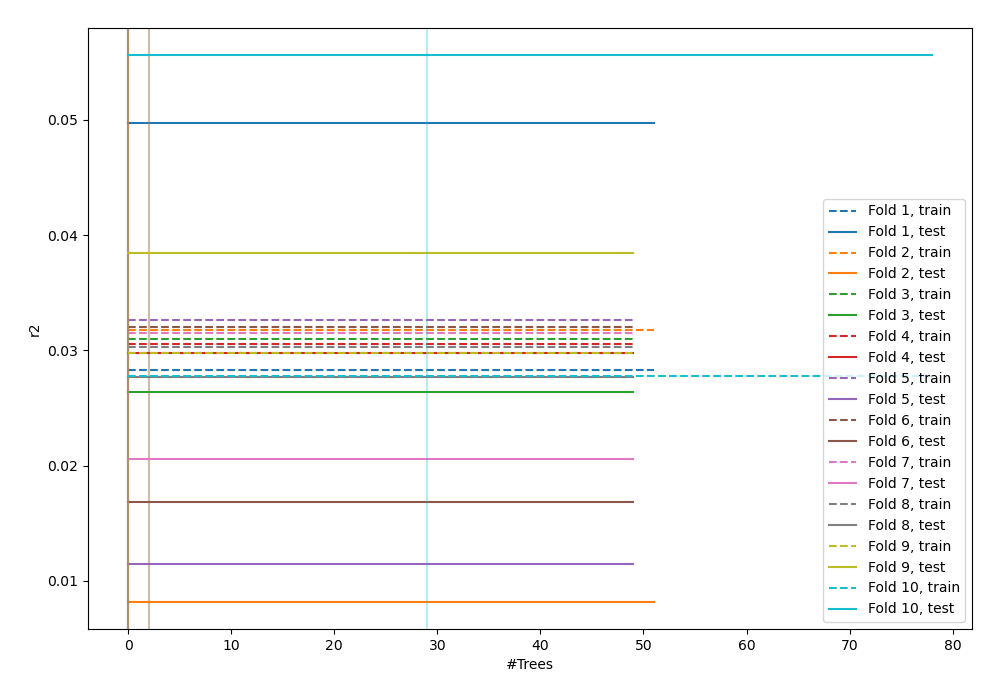 0.05
0.04
0.03
0.02
0.01
r2
0
10
20
30
40
50
60
70
80
#Trees
Fold 1, train
Fold 1, test
Fold 2, train
Fold 2, test
Fold 3, train
Fold 3, test
Fold 4, train
Fold 4, test
Fold 5, train
Fold 5, test
Fold 6, train
Fold 6, test
Fold 7, train
Fold 7, test
Fold 8, train
Fold 8, test
Fold 9, train
Fold 9, test
Fold 10, train
Fold 10, test